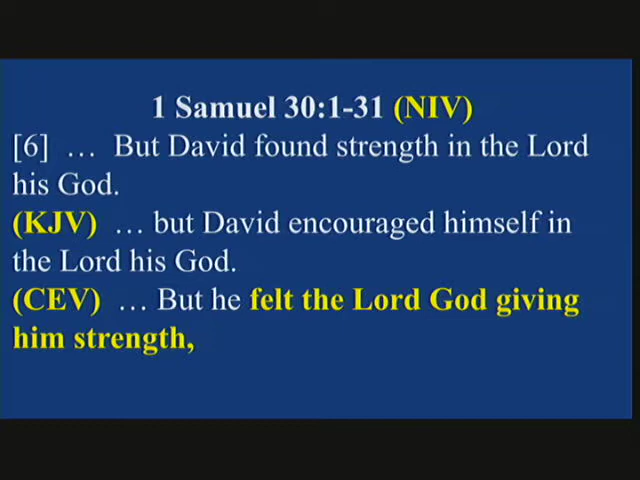 1 Samuel 30:1-31 (NIV)
[6] … But David found strength in the Lord
his God.
(KJV) … but David encouraged himself in
the Lord his God.
(CEV) … But he felt the Lord God giving
him strength,